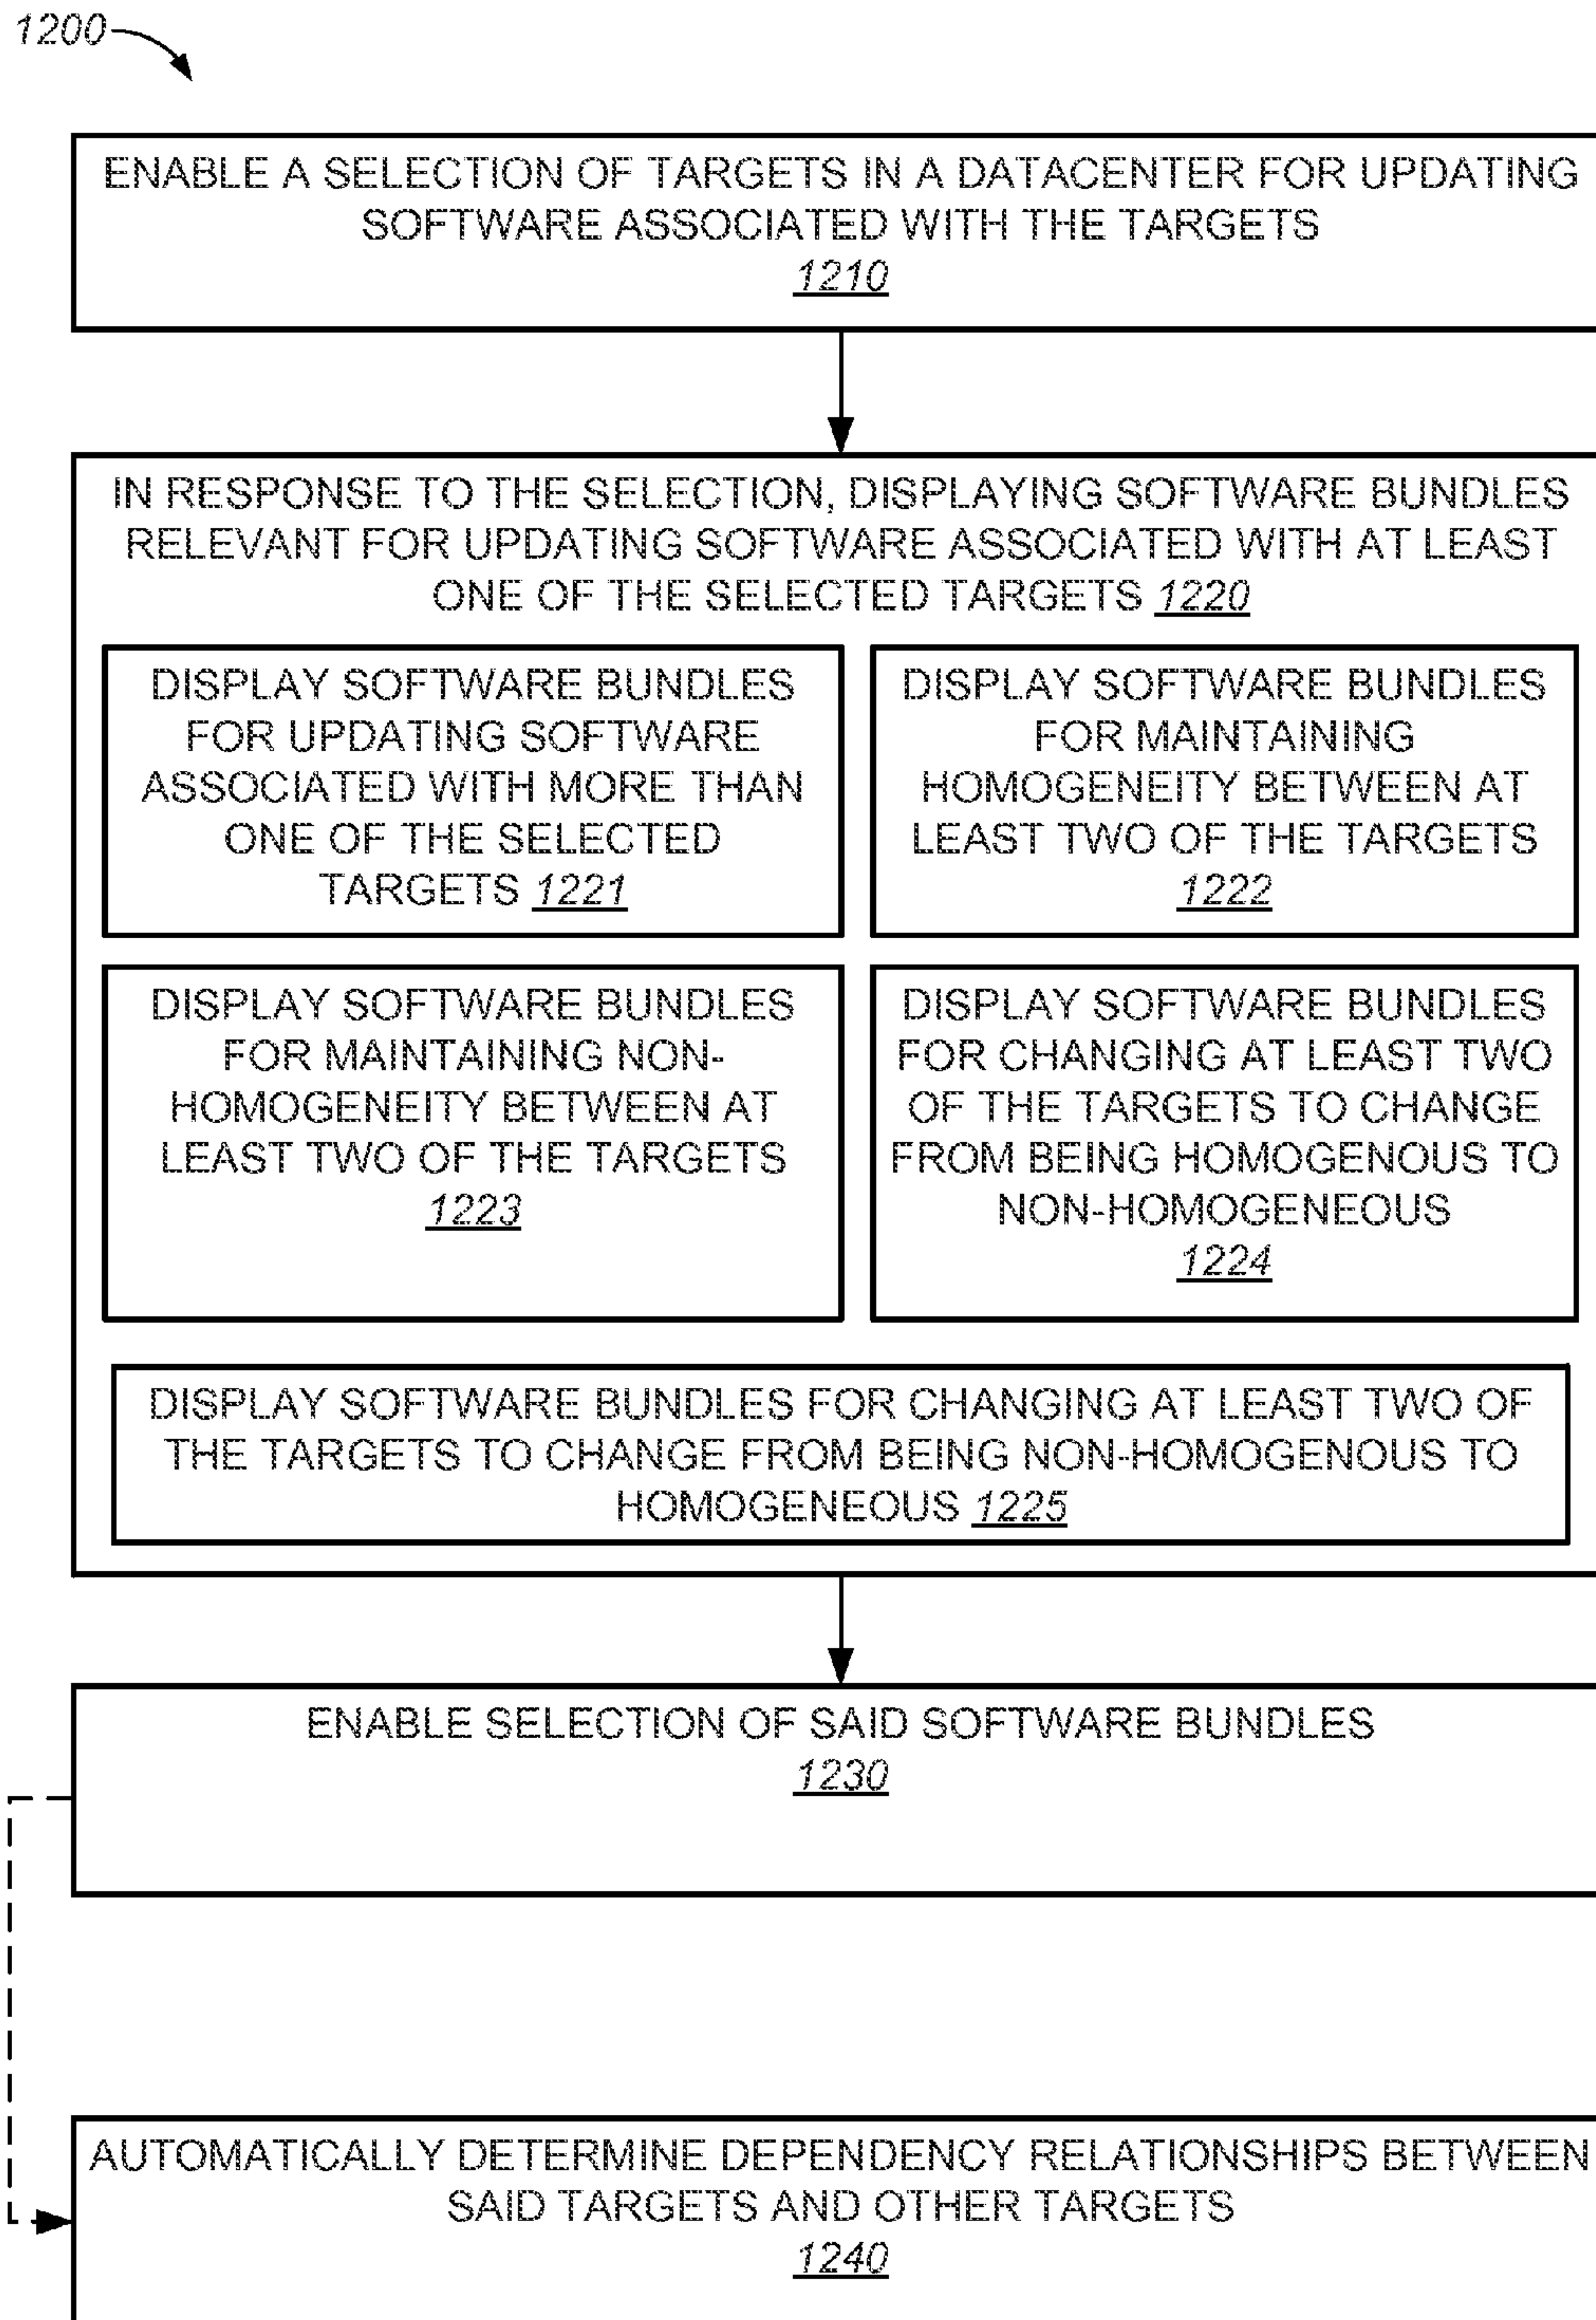 1200
ENABLE A SELECTION OF TARGETS IN A DATACENTER FOR UPDATING
SOFTWARE ASSOCIATED WITH THE TARGETS
1210
IN RESPONSE TO THE SELECTION, DISPLAYING SOFTWARE BUNDLES
RELEVANT FOR UPDATING SOFTWARE ASSOCIATED WITH AT LEAST
ONE OF THE SELECTED TARGETS 1220
DISPLAY SOFTWARE BUNDLES
FOR UPDATING SOFTWARE
ASSOCIATED WITH MORE THAN
ONE OF THE SELECTED
TARGETS 1221
DISPLAY SOFTWARE BUNDLES
FOR MAINTAINING
HOMOGENEITY BETWEEN AT
LEAST TWO OF THE TARGETS
1222
DISPLAY SOFTWARE BUNDLES
FOR MAINTAINING NON-
HOMOGENEITY BETWEEN AT
LEAST TWO OF THE TARGETS
1223
DISPLAY SOFTWARE BUNDLES
FOR CHANGING AT LEAST TWO
OF THE TARGETS TO CHANGE
FROM BEING HOMOGENOUS TO
NON-HOMOGENEOUS
1224
DISPLAY SOFTWARE BUNDLES FOR CHANGING AT LEAST TWO OF
THE TARGETS TO CHANGE FROM BEING NON-HOMOGENOUS TO
HOMOGENEOUS 1225
ENABLE SELECTION OF SAID SOFTWARE BUNDLES
1230
AUTOMATICALLY DETERMINE DEPENDENCY RELATIONSHIPS BETWEEN
SAID TARGETS AND OTHER TARGETS
1240